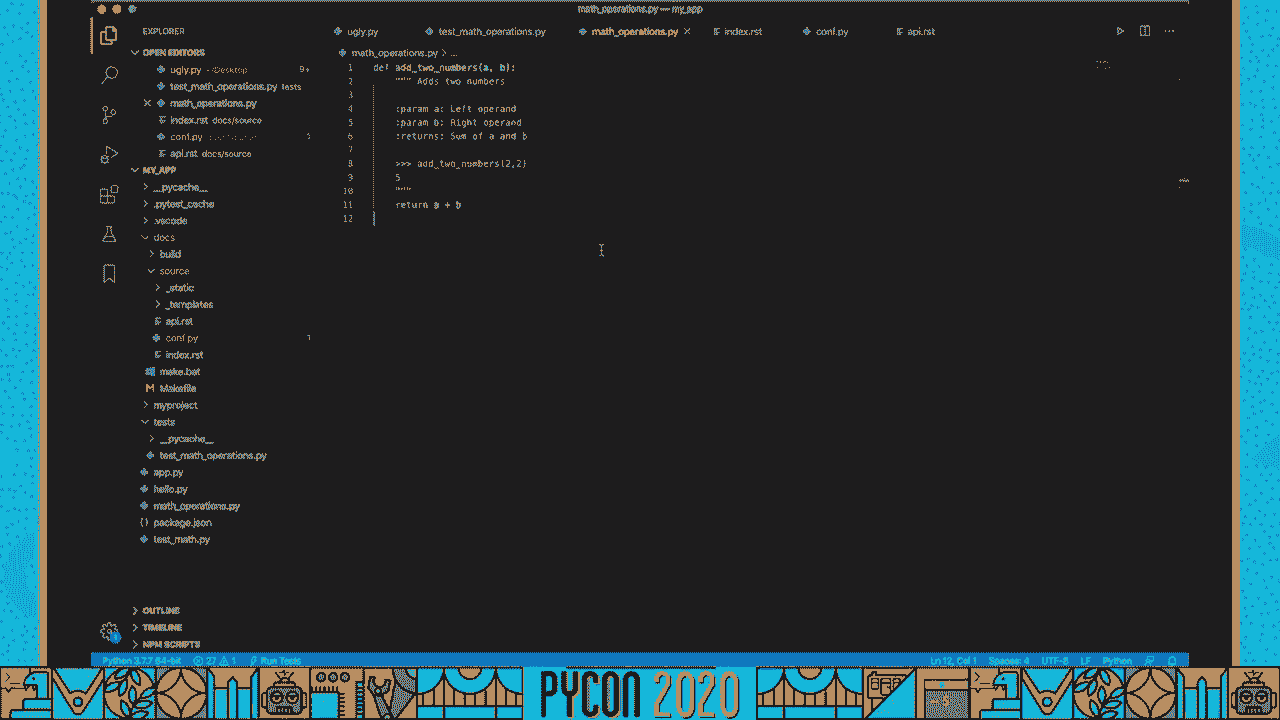 math_operations.py — my_app
EXPLORER
ugly.py
test_math_operations.py
math_operations.py
index.rst
conf.py
api.rst
OPEN EDITORS
ugly.py ~/Desktop 9+
test_math_operations.py tests
math_operations.py
index.rst docs/source
conf.py
api.rst docs/source
MY_APP
__pycache__
.pytest_cache
.vscode
docs
build
source
_static
_templates
api.rst
conf.py 1
index.rst
make.bat
Makefile
myproject
tests
__pycache__
test_math_operations.py
app.py
hello.py
math_operations.py
package.json
test_math.py
OUTLINE
TIMELINE
NPM SCRIPTS
math_operations.py > ...
1 def add_two_numbers(a, b):
2 """ Adds two numbers
3
4 :param a: Left operand
5 :param b: Right operand
6 :returns: Sum of a and b
7
8 >>> add_two_numbers(2,2)
9 5
10 """
11 return a + b
12
Python 3.7.7 64-bit 27 1 Run Tests Ln 12, Col 1 Spaces: 4 UTF-8 LF Python
PYCON 2020